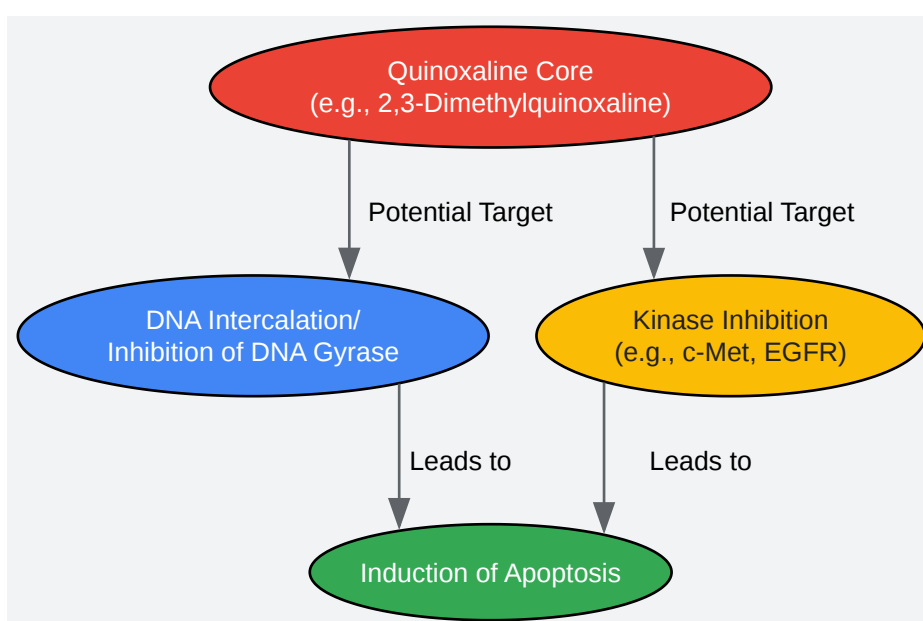 Quinoxaline Core
(e.g., 2,3-Dimethylquinoxaline)
Potential Target
Potential Target
DNA Intercalation/
Inhibition of DNA Gyrase
Kinase Inhibition
(e.g., c-Met, EGFR)
Leads to
Leads to
Induction of Apoptosis